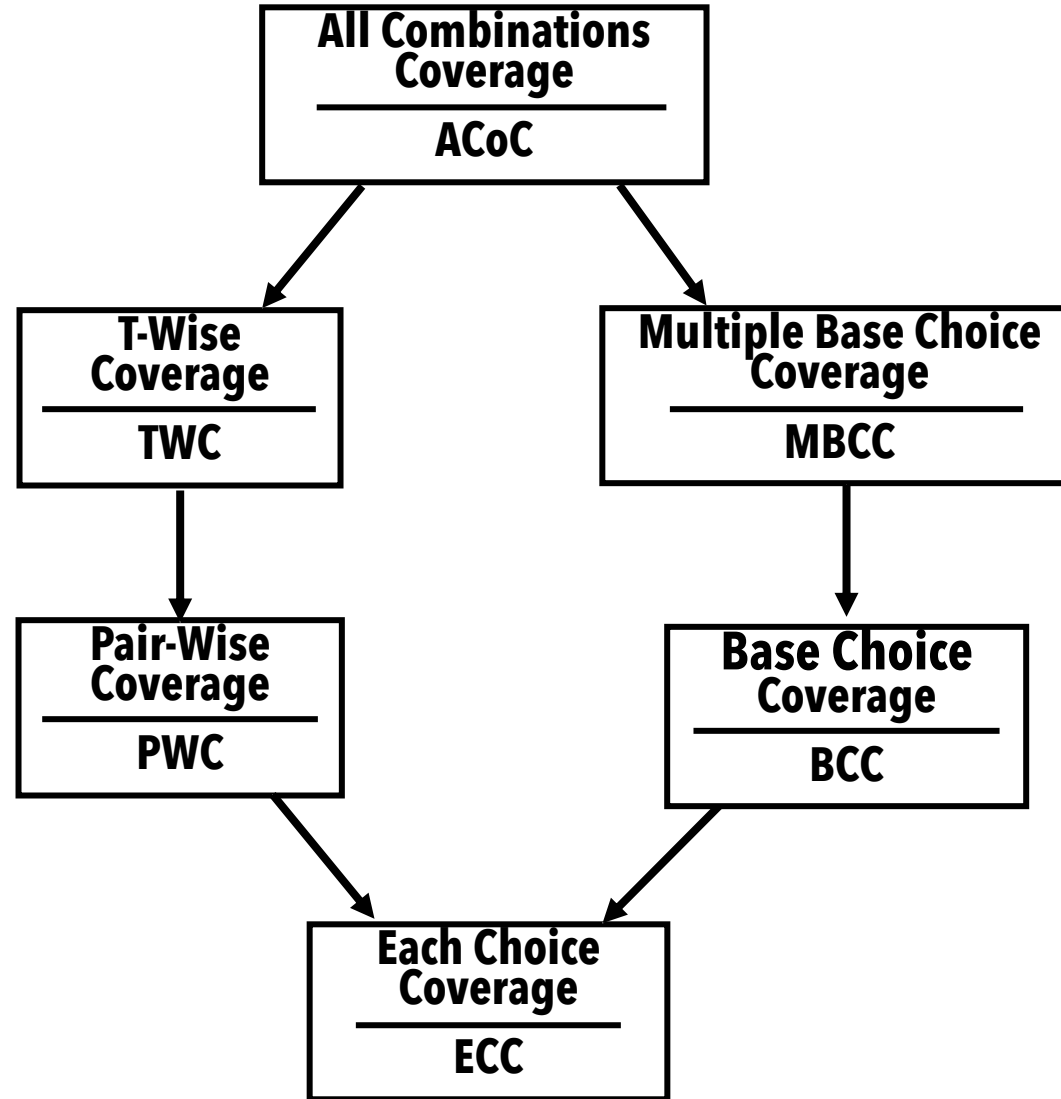 All Combinations
Coverage
ACoC
T-Wise
Coverage
TWC
Multiple Base Choice
Coverage
MBCC
Pair-Wise
Coverage
PWC
Base Choice
Coverage
BCC
Each Choice
Coverage
ECC